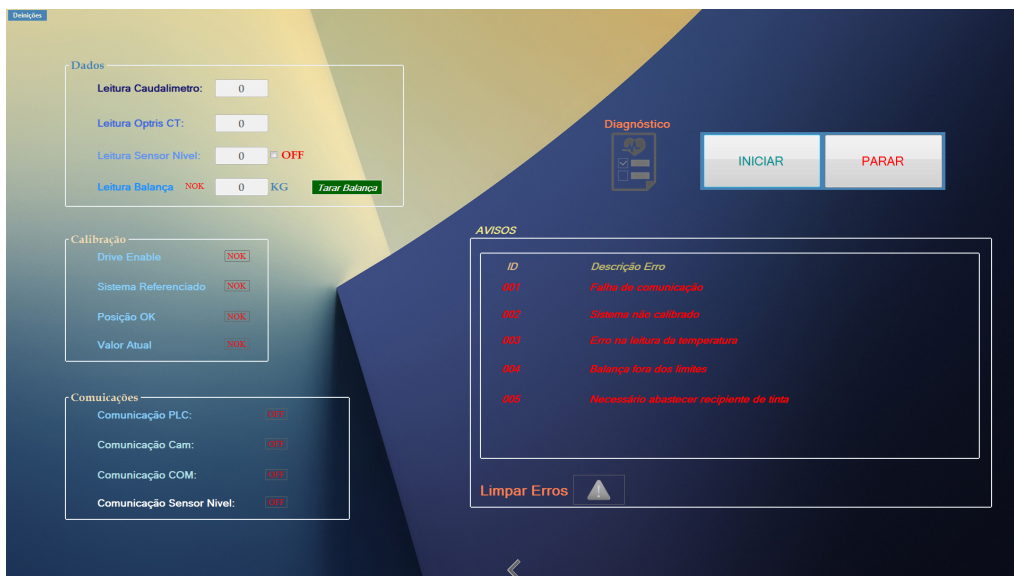 Deinições
Dados
Leitura Caudalimetro: 0
Leitura Optris CT: 0
Leitura Sensor Nível: 0 OFF
Leitura Balança NOK 0 KG Tarar Balança
Diagnóstico
INICIAR PARAR
Calibração
Drive Enable NOK
Sistema Referenciado NOK
Posição OK NOK
Valor Atual NOK
Comuicações
Comunicação PLC: OFF
Comunicação Cam: OFF
Comunicação COM: OFF
Comunicação Sensor Nivel: OFF
AVISOS
ID Descrição Erro
001 Falha de comunicação
002 Sistema não calibrado
003 Erro na leitura da temperatura
004 Balança fora dos limites
005 Necessário abastecer recipiente de tinta
Limpar Erros